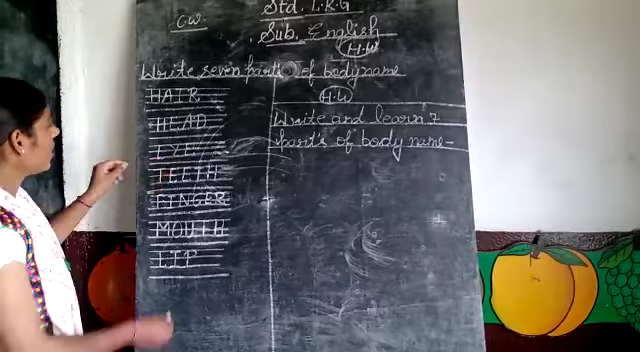 C.W.
Std. L.K.G
Sub. English
H.W
Write seven parts of body name
HAIR
HEAD
EYE
TEETH
FINGER
MOUTH
LIP
H.W
Write and learn 7
parts of body name-